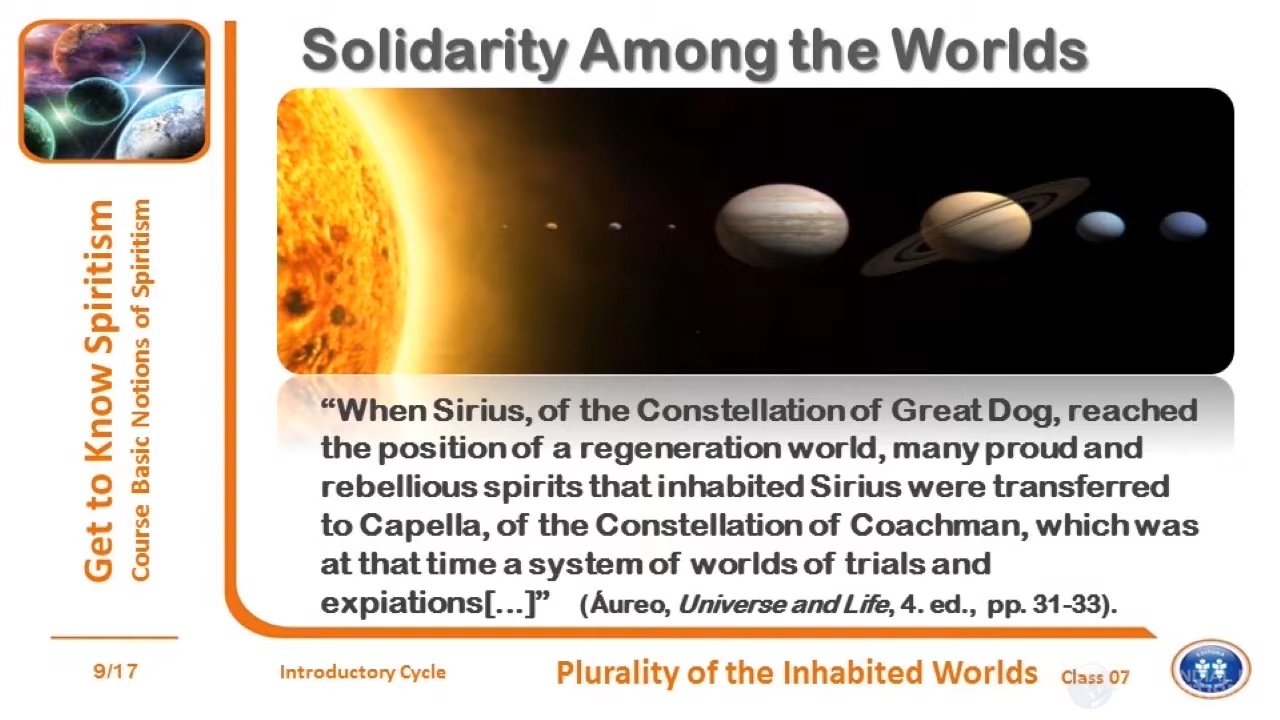 Solidarity Among the Worlds
Get to Know Spiritism
Course Basic Notions of Spiritism
“When Sirius, of the Constellation of Great Dog, reached
the position of a regeneration world, many proud and
rebellious spirits that inhabited Sirius were transferred
to Capella, of the Constellation of Coachman, which was
at that time a system of worlds of trials and
expiations[...]” (Áureo, Universe and Life, 4. ed., pp. 31-33).
9/17
Introductory Cycle
Plurality of the Inhabited Worlds
Class 07
EDITORA